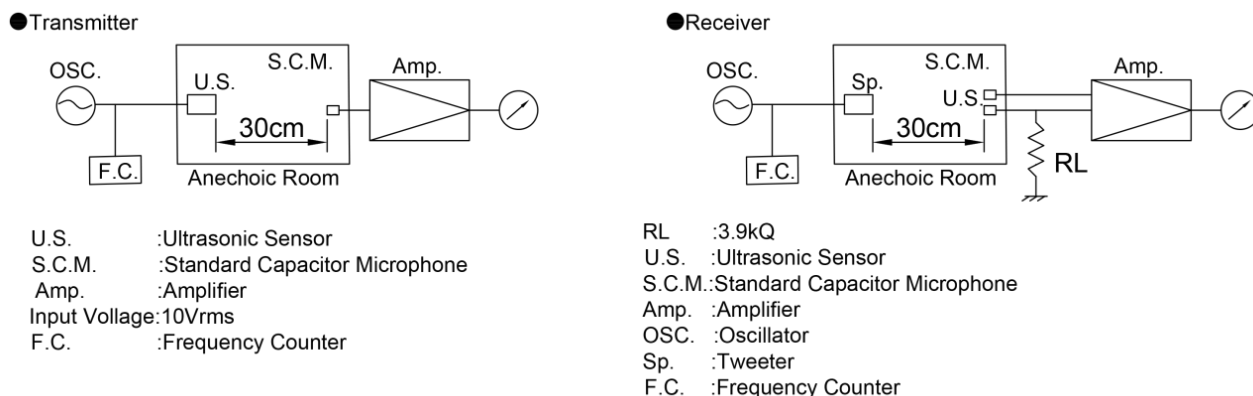 ●Transmitter
OSC.
U.S.
S.C.M.
Amp.
30cm
F.C.
Anechoic Room
U.S. :Ultrasonic Sensor
S.C.M. :Standard Capacitor Microphone
Amp. :Amplifier
Input Vollage:10Vrms
F.C. :Frequency Counter
●Receiver
OSC.
Sp.
S.C.M.
U.S.
Amp.
30cm
F.C.
Anechoic Room
RL
RL :3.9kQ
U.S. :Ultrasonic Sensor
S.C.M.:Standard Capacitor Microphone
Amp. :Amplifier
OSC. :Oscillator
Sp. :Tweeter
F.C. :Frequency Counter